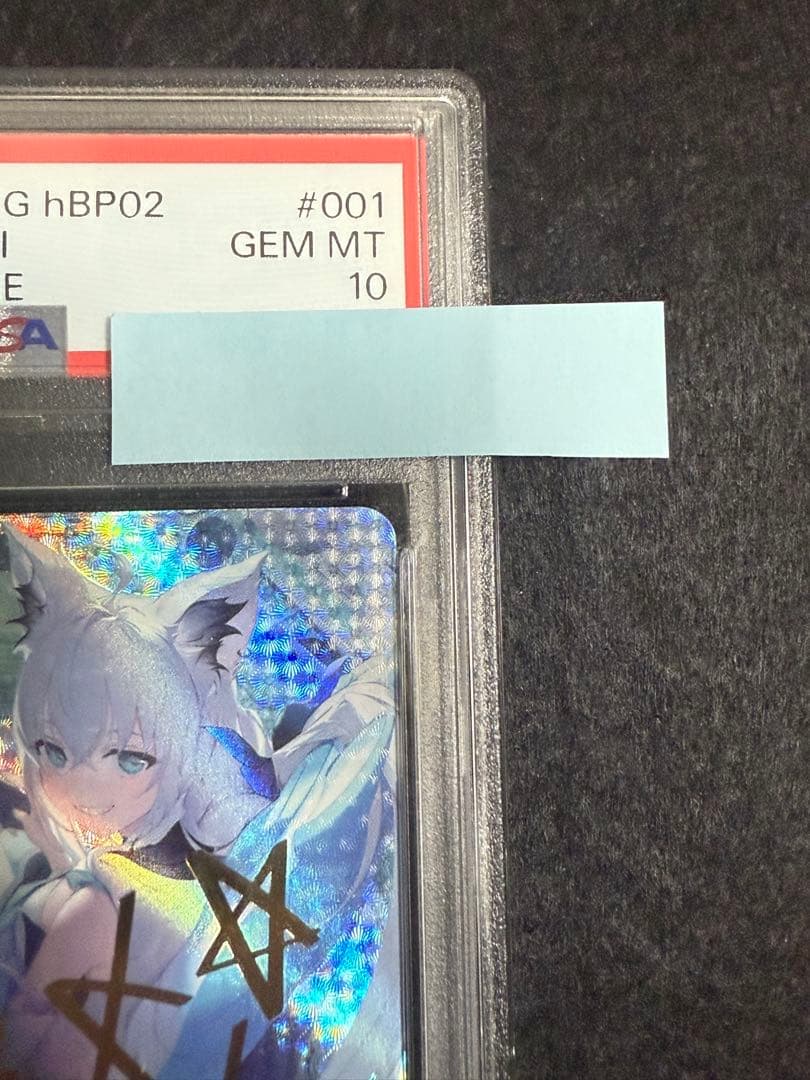 G hBP02 #001
I GEM MT
E 10
SA